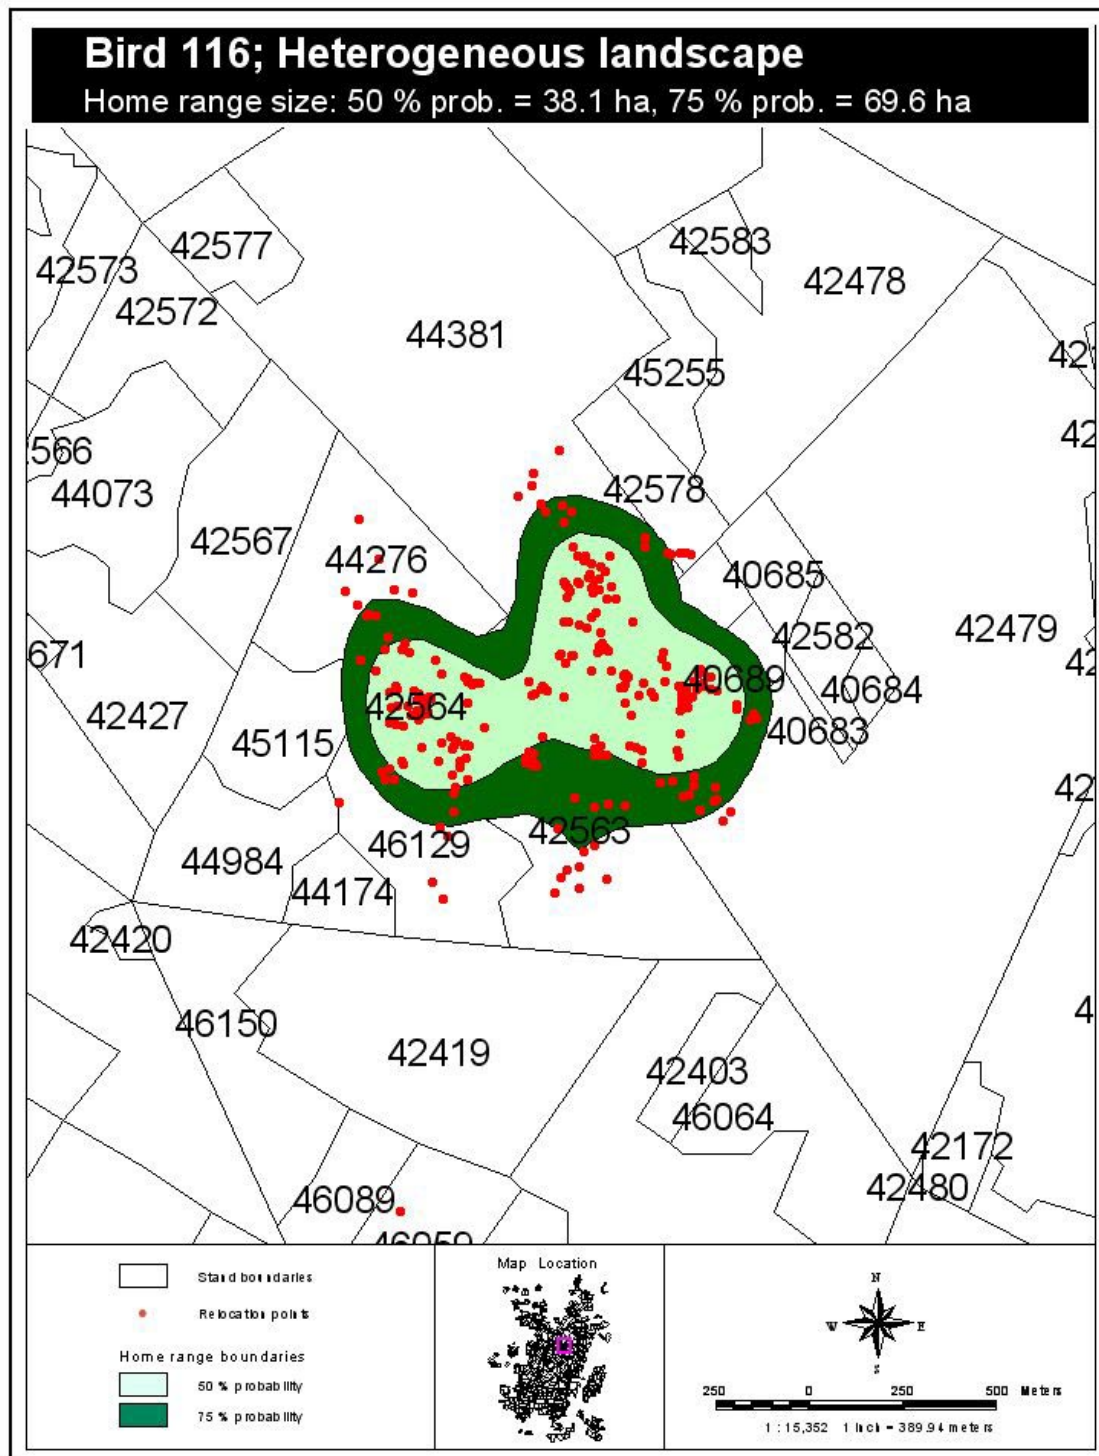 Bird 116; Heterogeneous landscape
Home range size: 50 % prob. = 38.1 ha, 75 % prob. = 69.6 ha
42577
42583
42573
42478
42572
44381
45255
42566
42578
44073
42567
44276
40685
42479
42582
671
40689
40684
42564
42427
40683
45115
42563
46129
44984
44174
42420
46150
42419
42403
46064
42172
42480
46089
46059
Stand boundaries
Relocation points
Home range boundaries
50 % probability
75 % probability
Map Location
N
W E
S
250 0 250 500 Meters
1 : 15,352 1 Inch = 389.94 meters